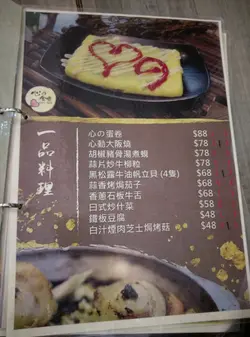 一品料理
心の蛋卷 $88
心動大阪燒 $78
胡椒豬骨湯煮蜆 $78
蒜片炒牛柳粒 $78
黑松露牛油帆立貝 (4隻) $68
蒜香烤焗茄子 $68
香蔥石板牛舌 $68
日式炒什菜 $58
鐵板豆腐 $48
白汁煙肉芝士焗烤菇 $48